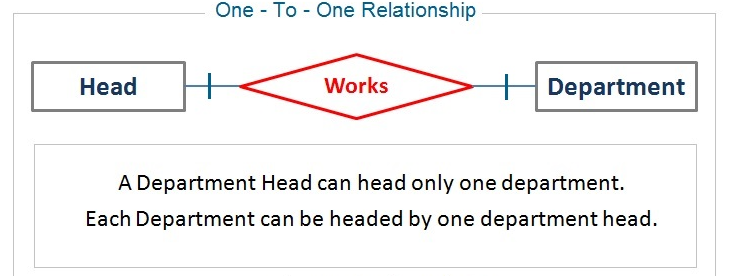 One - To - One Relationship
Head
Works
Department
A Department Head can head only one department.
Each Department can be headed by one department head.